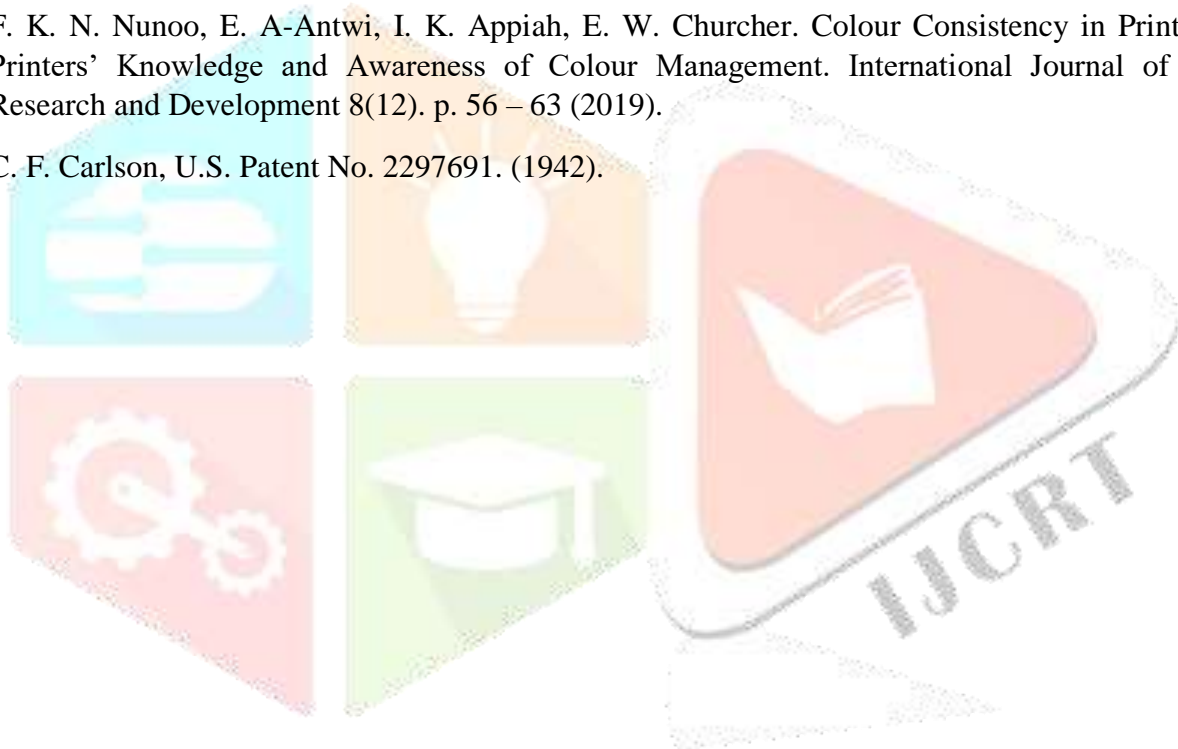 F. K. N. Nunoo, E. A-Antwi, I. K. Appiah, E. W. Churcher. Colour Consistency in Print
Printers’ Knowledge and Awareness of Colour Management. International Journal of
Research and Development 8(12). p. 56 – 63 (2019).
C. F. Carlson, U.S. Patent No. 2297691. (1942).
IJCRT